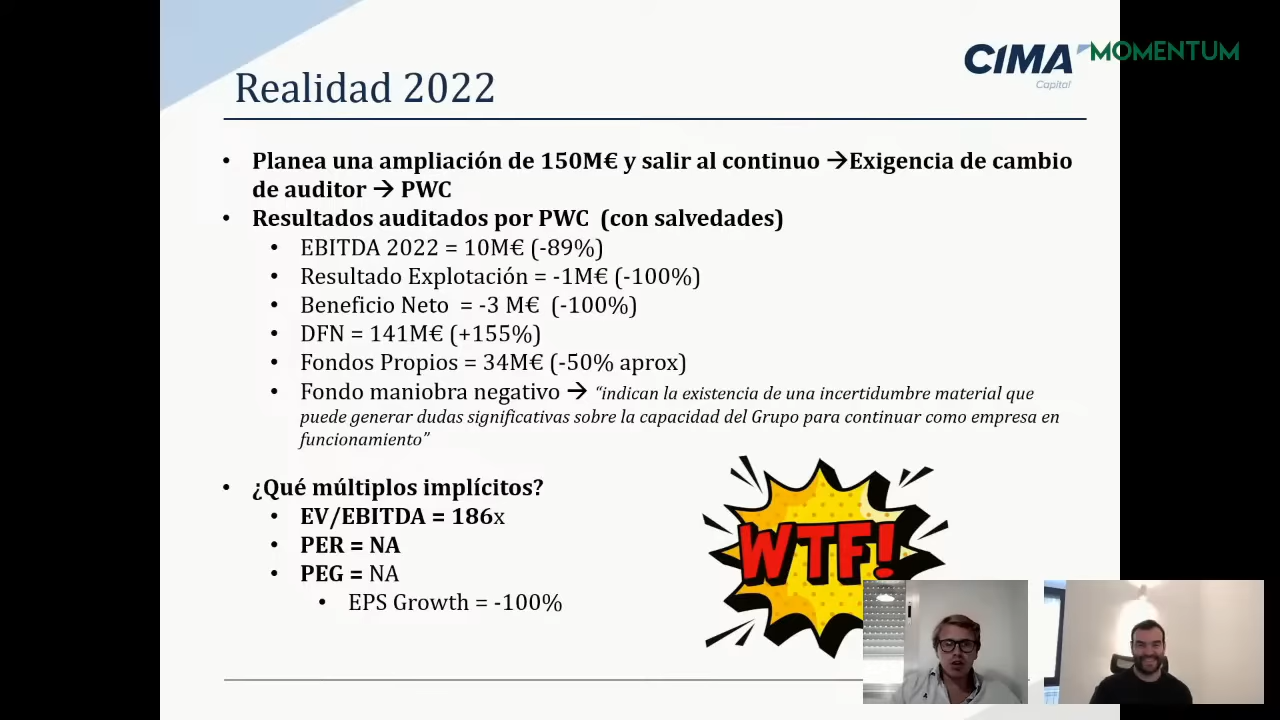 CIMA
Capital
MOMENTUM
Realidad 2022
• Planea una ampliación de 150M€ y salir al continuo →Exigencia de cambio
de auditor → PWC
• Resultados auditados por PWC (con salvedades)
• EBITDA 2022 = 10M€ (-89%)
• Resultado Explotación = -1M€ (-100%)
• Beneficio Neto = -3 M€ (-100%)
• DFN = 141M€ (+155%)
• Fondos Propios = 34M€ (-50% aprox)
• Fondo maniobra negativo → “indican la existencia de una incertidumbre material que
puede generar dudas significativas sobre la capacidad del Grupo para continuar como empresa en
funcionamiento”
• ¿Qué múltiplos implícitos?
• EV/EBITDA = 186x
• PER = NA
• PEG = NA
• EPS Growth = -100%
WTF!